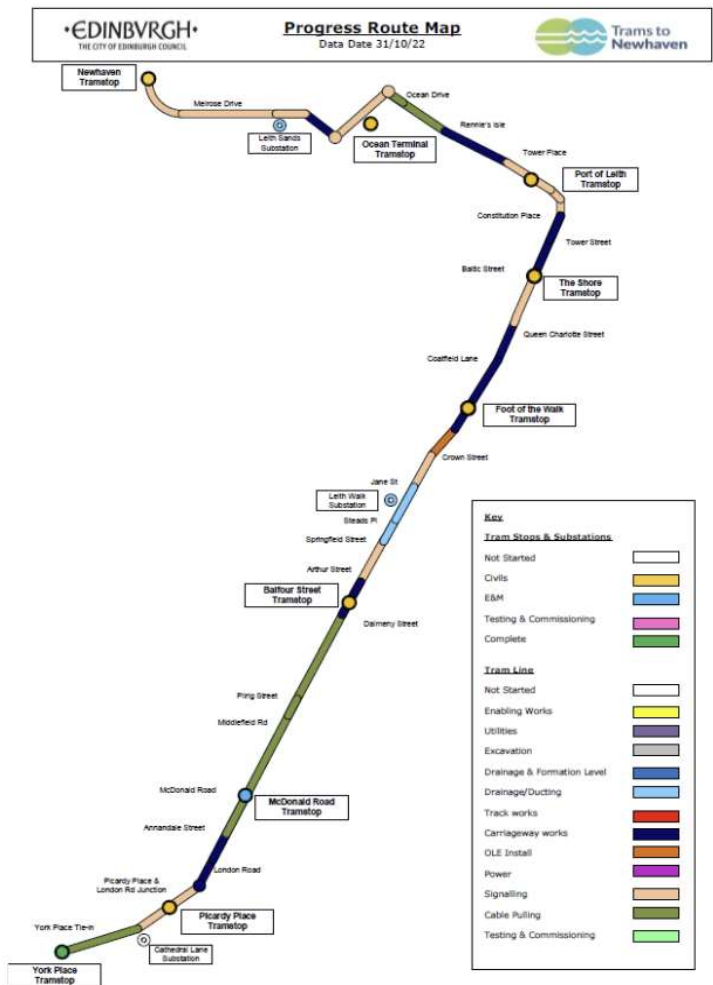 EDINBVRGH
THE CITY OF EDINBURGH COUNCIL
Progress Route Map
Data Date 31/10/22
Trams to
Newhaven
Newhaven
Tramstop
Melrose Drive
Leith Sands
Substation
Ocean Drive
Ocean Terminal
Tramstop
Rennie's Isle
Tower Place
Port of Leith
Tramstop
Constitution Place
Tower Street
Baltic Street
The Shore
Tramstop
Queen Charlotte Street
Coatfield Lane
Foot of the Walk
Tramstop
Crown Street
Jane St
Leith Walk
Substation
Steads Pl
Springfield Street
Arthur Street
Balfour Street
Tramstop
Dalmeny Street
Pilrig Street
Middlefield Rd
McDonald Road
McDonald Road
Tramstop
Annandale Street
London Road
Picardy Place &
London Rd Junction
Picardy Place
Tramstop
York Place Tie-in
Cathedral Lane
Substation
York Place
Tramstop
Key
Tram Stops & Substations
Not Started
Civils
E&M
Testing & Commissioning
Complete
Tram Line
Not Started
Enabling Works
Utilities
Excavation
Drainage & Formation Level
Drainage/Ducting
Track works
Carriageway works
OLE Install
Power
Signalling
Cable Pulling
Testing & Commissioning